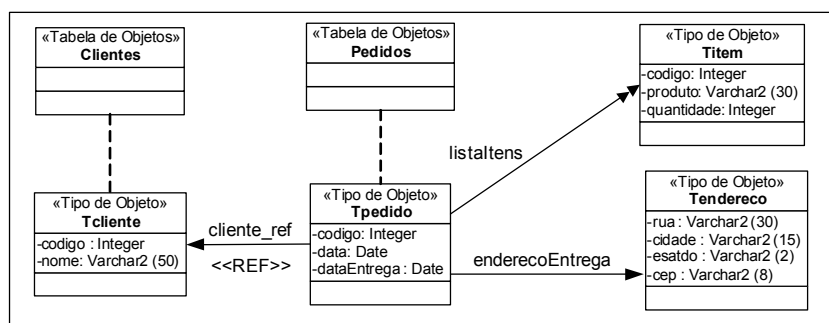 «Tabela de Objetos»
Clientes
«Tabela de Objetos»
Pedidos
«Tipo de Objeto»
Titem
-codigo: Integer
-produto: Varchar2 (30)
-quantidade: Integer
listaItens
«Tipo de Objeto»
Tcliente
-codigo : Integer
-nome: Varchar2 (50)
cliente_ref
<<REF>>
«Tipo de Objeto»
Tpedido
-codigo: Integer
-data: Date
-dataEntrega : Date
enderecoEntrega
«Tipo de Objeto»
Tendereco
-rua : Varchar2 (30)
-cidade : Varchar2 (15)
-esatdo : Varchar2 (2)
-cep : Varchar2 (8)